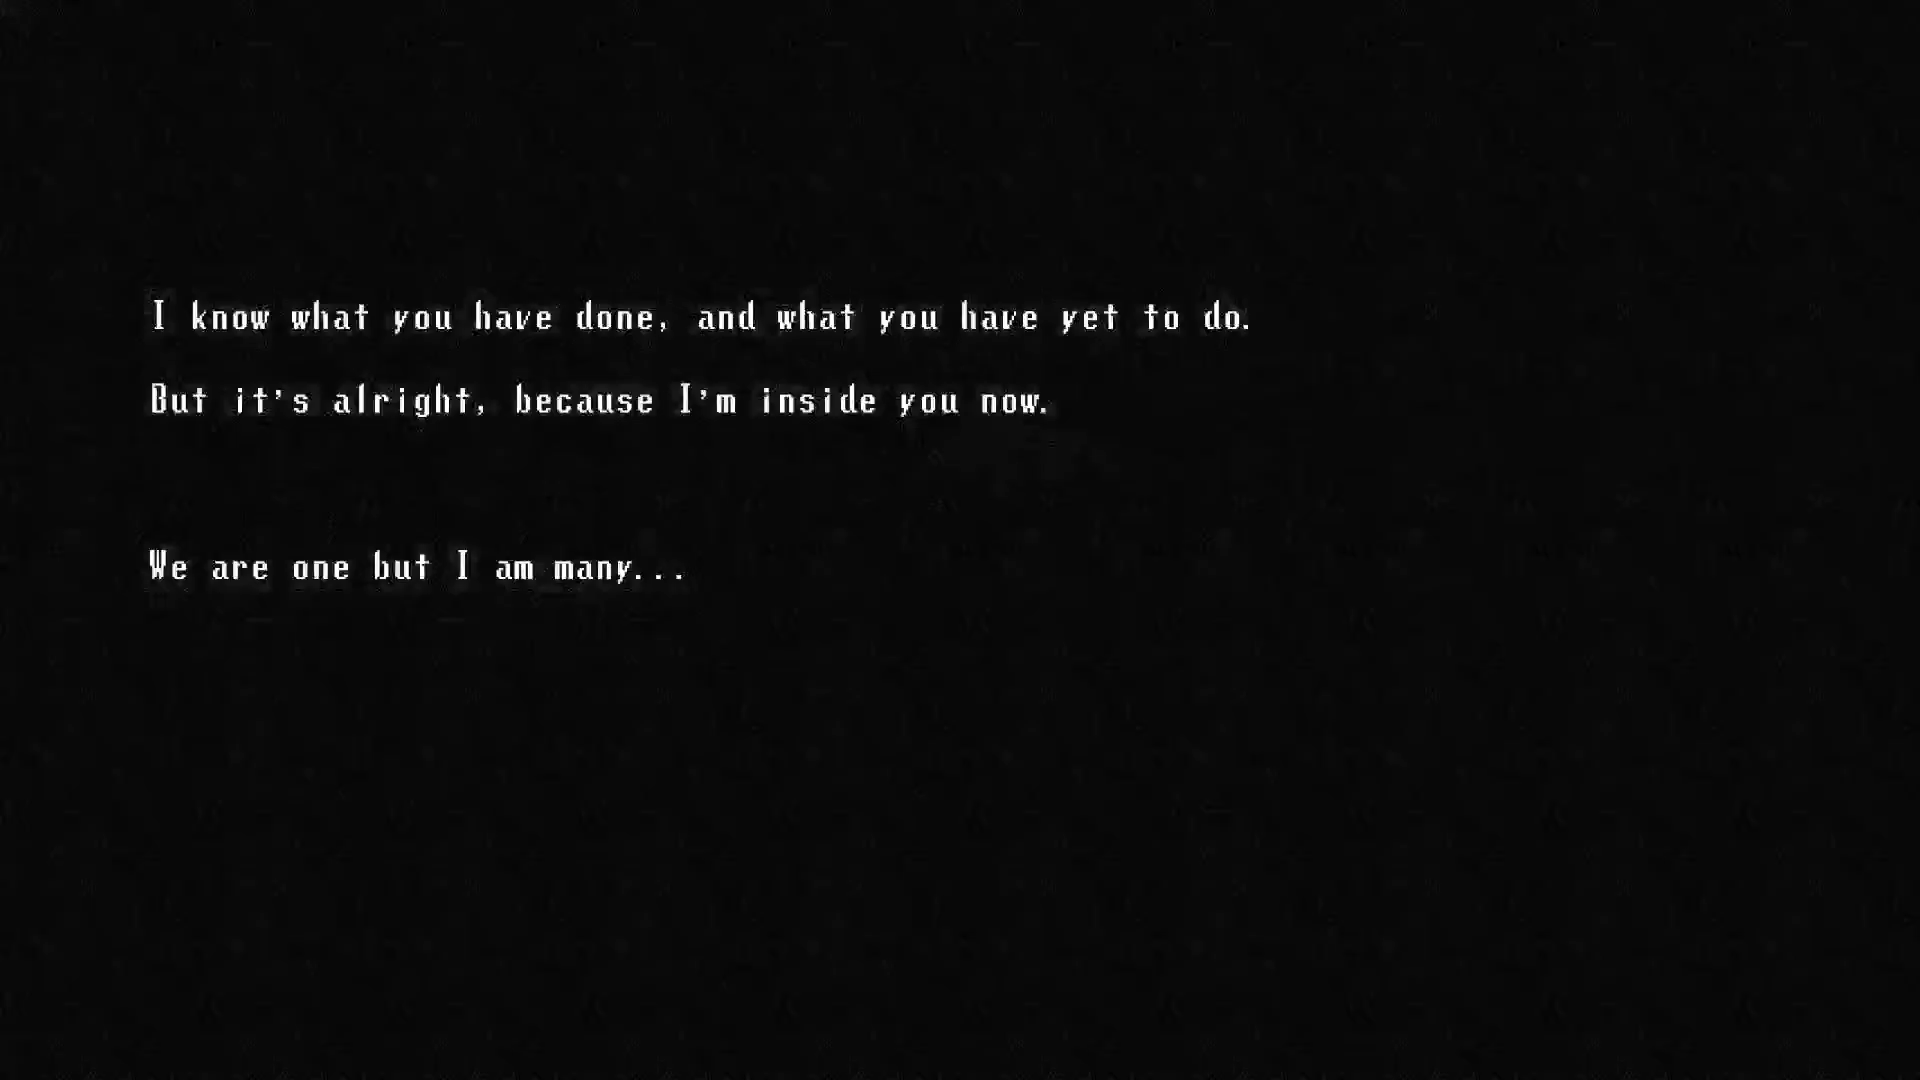 I know what you have done, and what you have yet to do.
But it's alright, because I'm inside you now.
We are one but I am many...